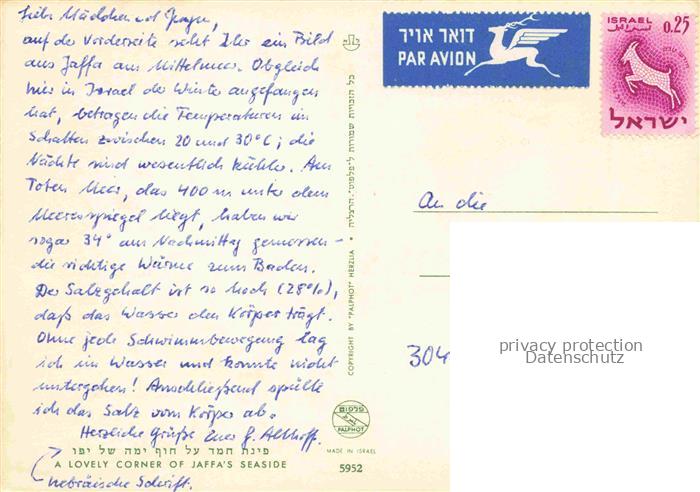 Liebe Mädchen und Jungen,
auf der Vorderseite seht Ihr ein Bild
aus Jaffa am Mittelmeer. Obgleich
hier in Israel der Winter angefangen
hat, betragen die Temperaturen im
Schatten zwischen 20 und 30°C; die
Nächte sind wesentlich kühler. Am
Toten Meer, das 400 m unter dem
Meeresspiegel liegt, haben wir
sogar 34° am Nachmittag gemessen -
die richtige Wärme zum Baden.
Der Salzgehalt ist so hoch (28%),
daß das Wasser den Körper trägt.
Ohne jede Schwimmbewegung lag
ich im Wasser und konnte nicht
untergehen! Anschließend spülte
ich das Salz vom Körper ab.
Herzliche Grüße Euer F. Althoff.
פינת חמד על חוף ימה של יפו
A LOVELY CORNER OF JAFFA'S SEASIDE
hebräische Schrift.
כל הזכויות שמורות ל"פלפוט", הרצליה • COPYRIGHT BY "PALPHOT" HERZLIA
פלפוט
PALPHOT
MADE IN ISRAEL
5952
דואר אויר
PAR AVION
ISRAEL
0.25
اسرائيل
ישראל
An die
304
privacy protection
Datenschutz